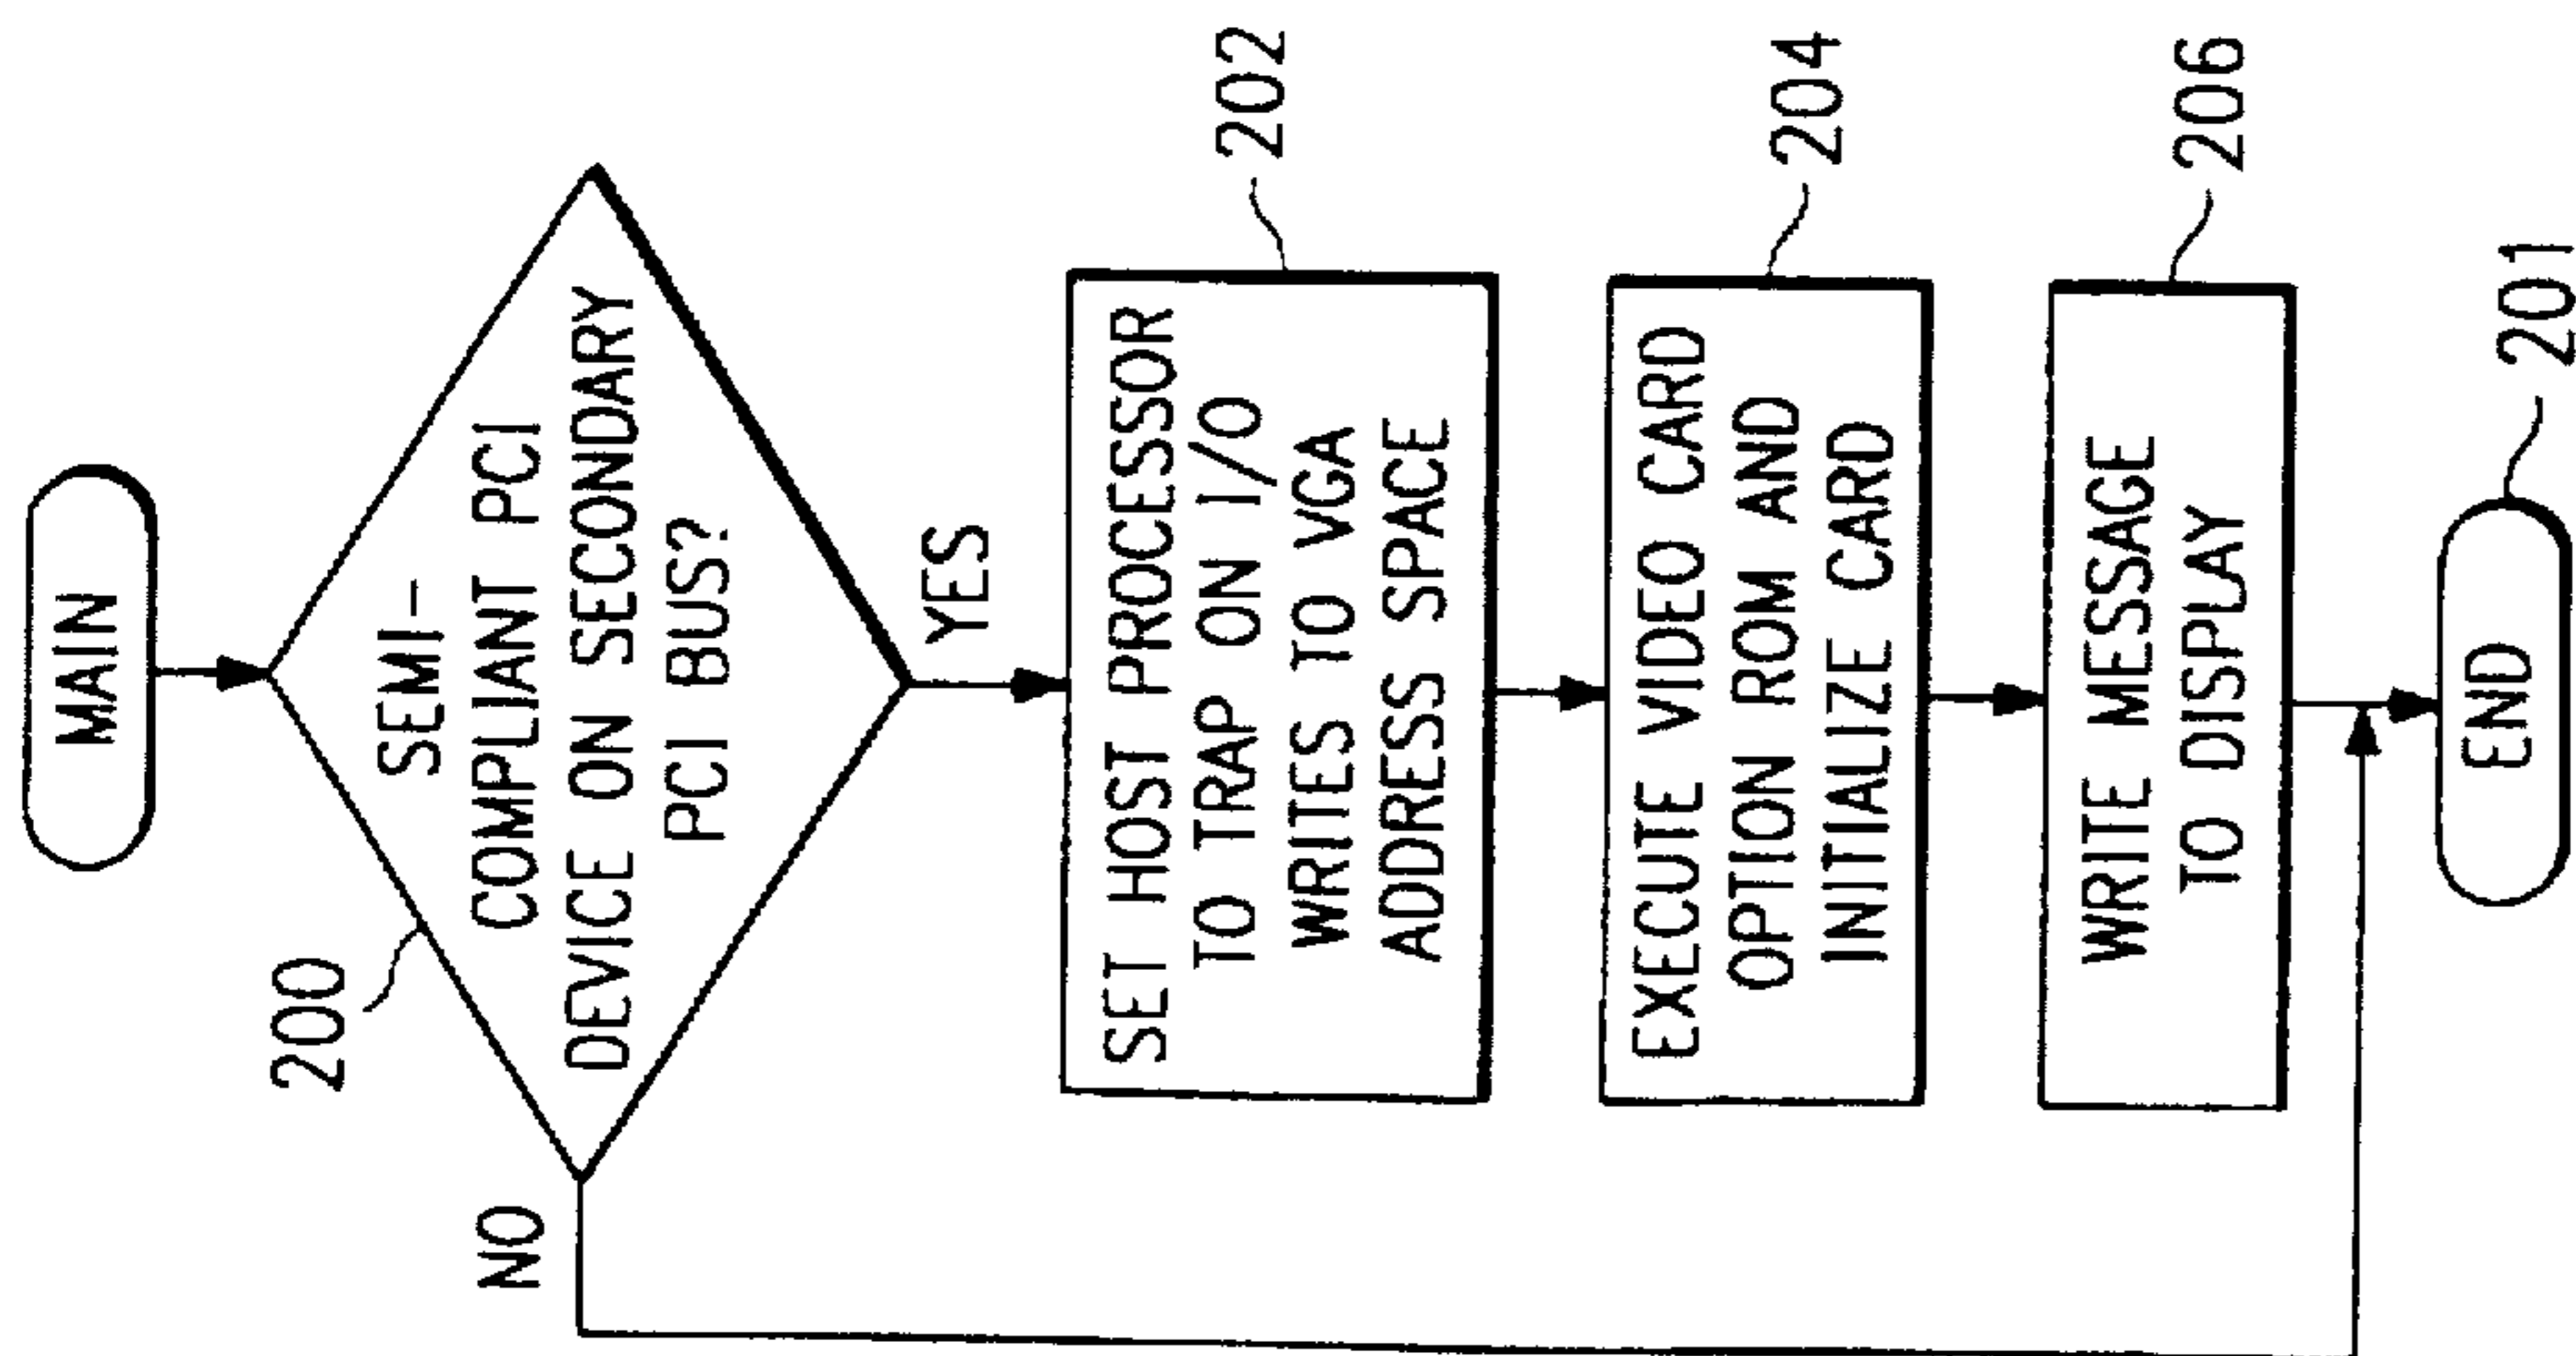 MAIN
200
SEMI-
COMPLIANT PCI
DEVICE ON SECONDARY
PCI BUS?
NO
YES
SET HOST PROCESSOR
TO TRAP ON I/O
WRITES TO VGA
ADDRESS SPACE
202
EXECUTE VIDEO CARD
OPTION ROM AND
INITIALIZE CARD
204
WRITE MESSAGE
TO DISPLAY
206
END
201